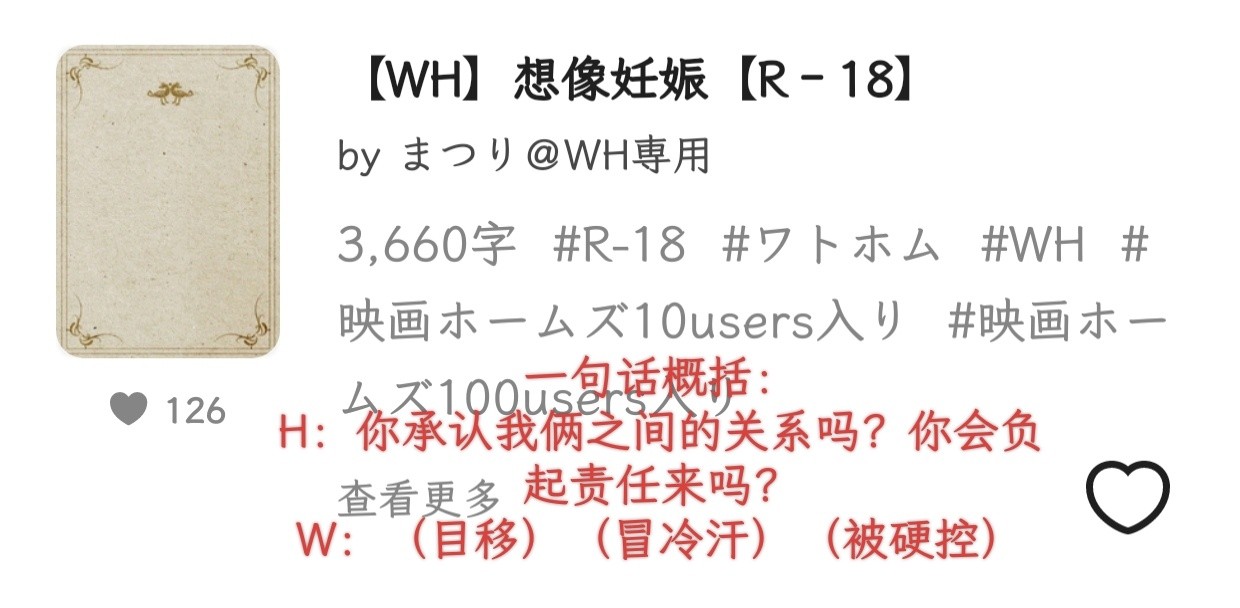 【WH】想像妊娠【R－18】
by まつり@WH専用
3,660字 #R-18 #ワトホム #WH #
映画ホームズ10users入り #映画ホー
ムズ100users入り
126
查看更多
一句话概括：
H：你承认我俩之间的关系吗？你会负
起责任来吗？
W：（目移）（冒冷汗）（被硬控）